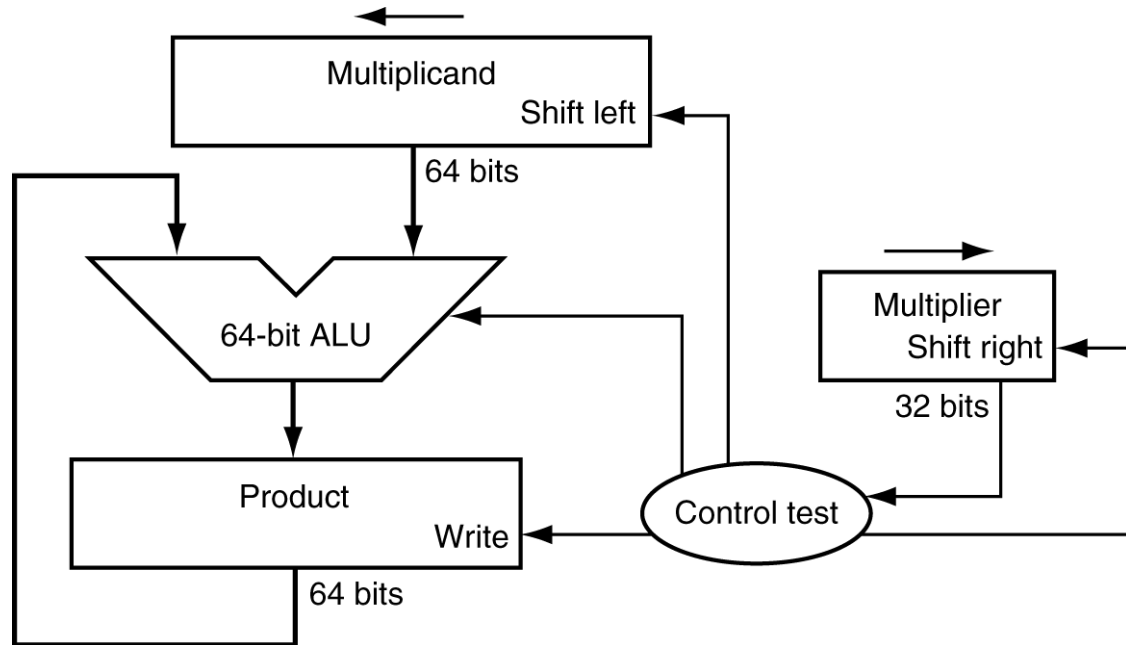 Multiplicand
Shift left
64 bits
64-bit ALU
Multiplier
Shift right
32 bits
Control test
Product
Write
64 bits